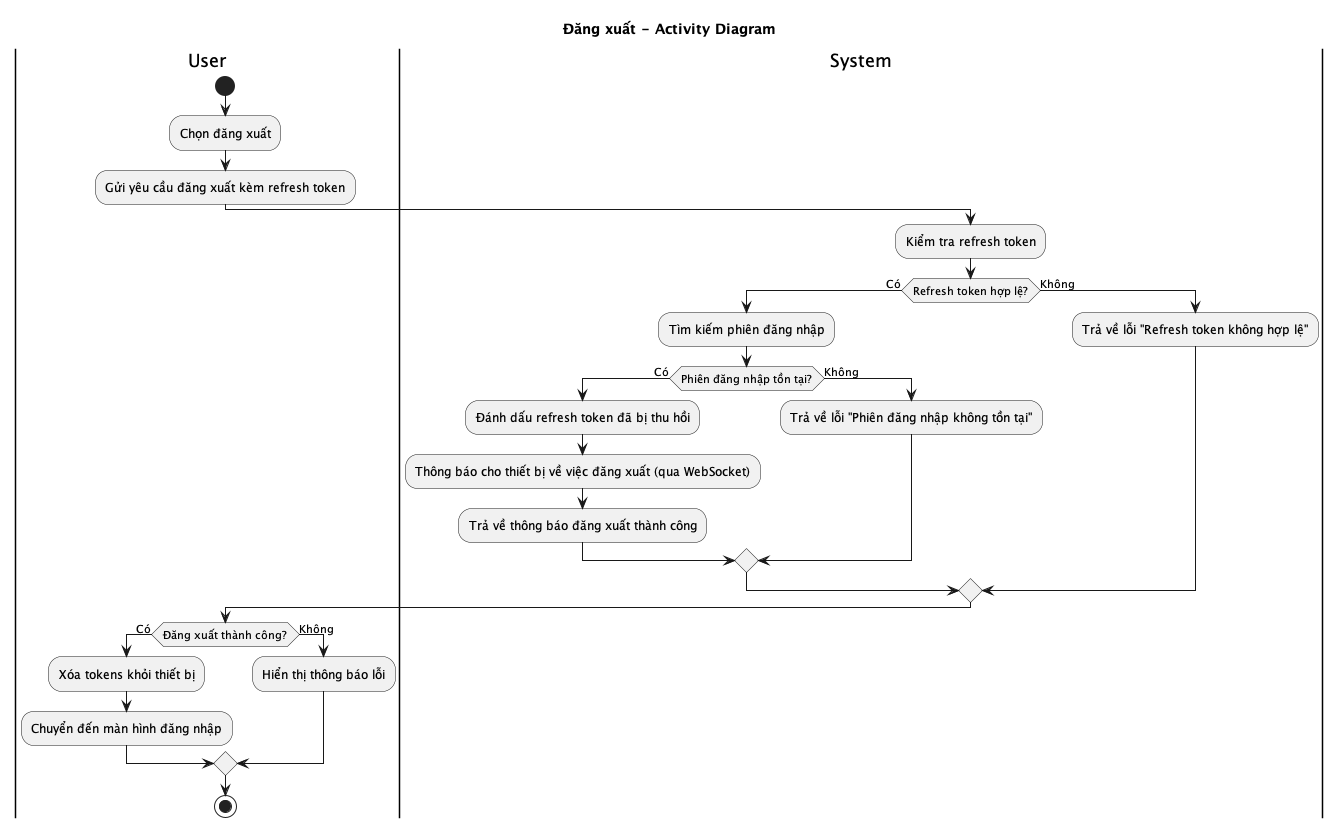 Đăng xuất - Activity Diagram
User
System
Chọn đăng xuất
Gửi yêu cầu đăng xuất kèm refresh token
Kiểm tra refresh token
Có
Refresh token hợp lệ?
Không
Tìm kiếm phiên đăng nhập
Trả về lỗi "Refresh token không hợp lệ"
Có
Phiên đăng nhập tồn tại?
Không
Đánh dấu refresh token đã bị thu hồi
Trả về lỗi "Phiên đăng nhập không tồn tại"
Thông báo cho thiết bị về việc đăng xuất (qua WebSocket)
Trả về thông báo đăng xuất thành công
Có
Đăng xuất thành công?
Không
Xóa tokens khỏi thiết bị
Hiển thị thông báo lỗi
Chuyển đến màn hình đăng nhập